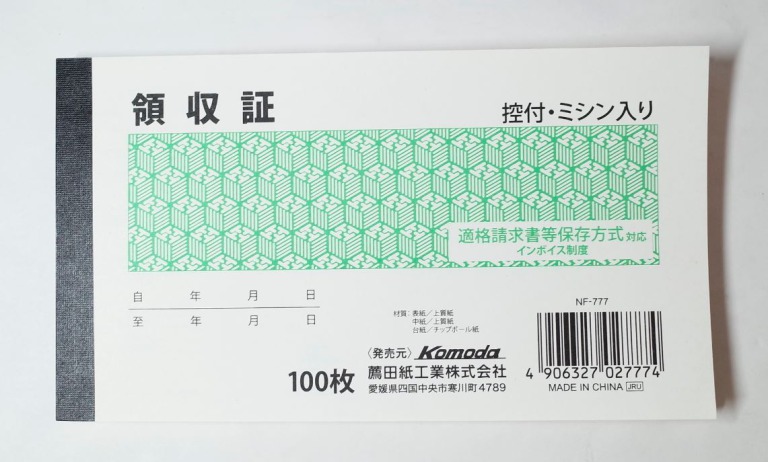 領収証
控付・ミシン入り
適格請求書等保存方式対応
インボイス制度
自 年 月 日
至 年 月 日
材質：表紙／上質紙
中紙／上質紙
台紙／チップボール紙
NF-777
100枚
〈発売元〉Komoda
薦田紙工業株式会社
愛媛県四国中央市寒川町4789
4 906327 027774
MADE IN CHINA JRU